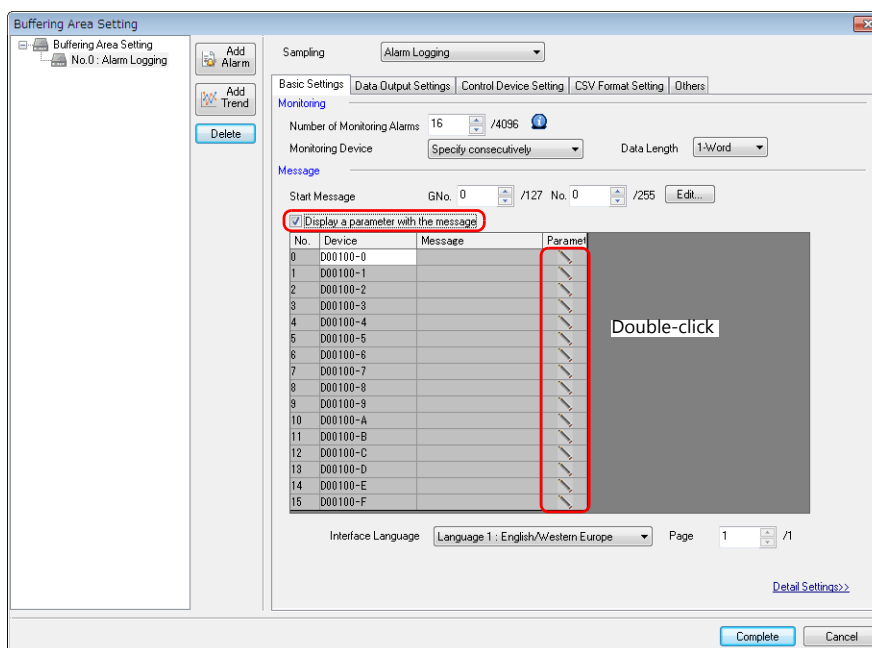 Buffering Area Setting
Buffering Area Setting
No.0 : Alarm Logging
Add Alarm
Add Trend
Delete
Sampling Alarm Logging
Basic Settings Data Output Settings Control Device Setting CSV Format Setting Others
Monitoring
Number of Monitoring Alarms 16 /4096
Monitoring Device Specify consecutively Data Length 1-Word
Message
Start Message GNo. 0 /127 No. 0 /255 Edit...
Display a parameter with the message
No. Device Message Paramet
0 D00100-0
1 D00100-1
2 D00100-2
3 D00100-3
4 D00100-4
5 D00100-5
6 D00100-6
7 D00100-7
8 D00100-8
9 D00100-9
10 D00100-A
11 D00100-B
12 D00100-C
13 D00100-D
14 D00100-E
15 D00100-F
Double-click
Interface Language Language 1 : English/Western Europe Page 1 /1
Detail Settings>>
Complete Cancel